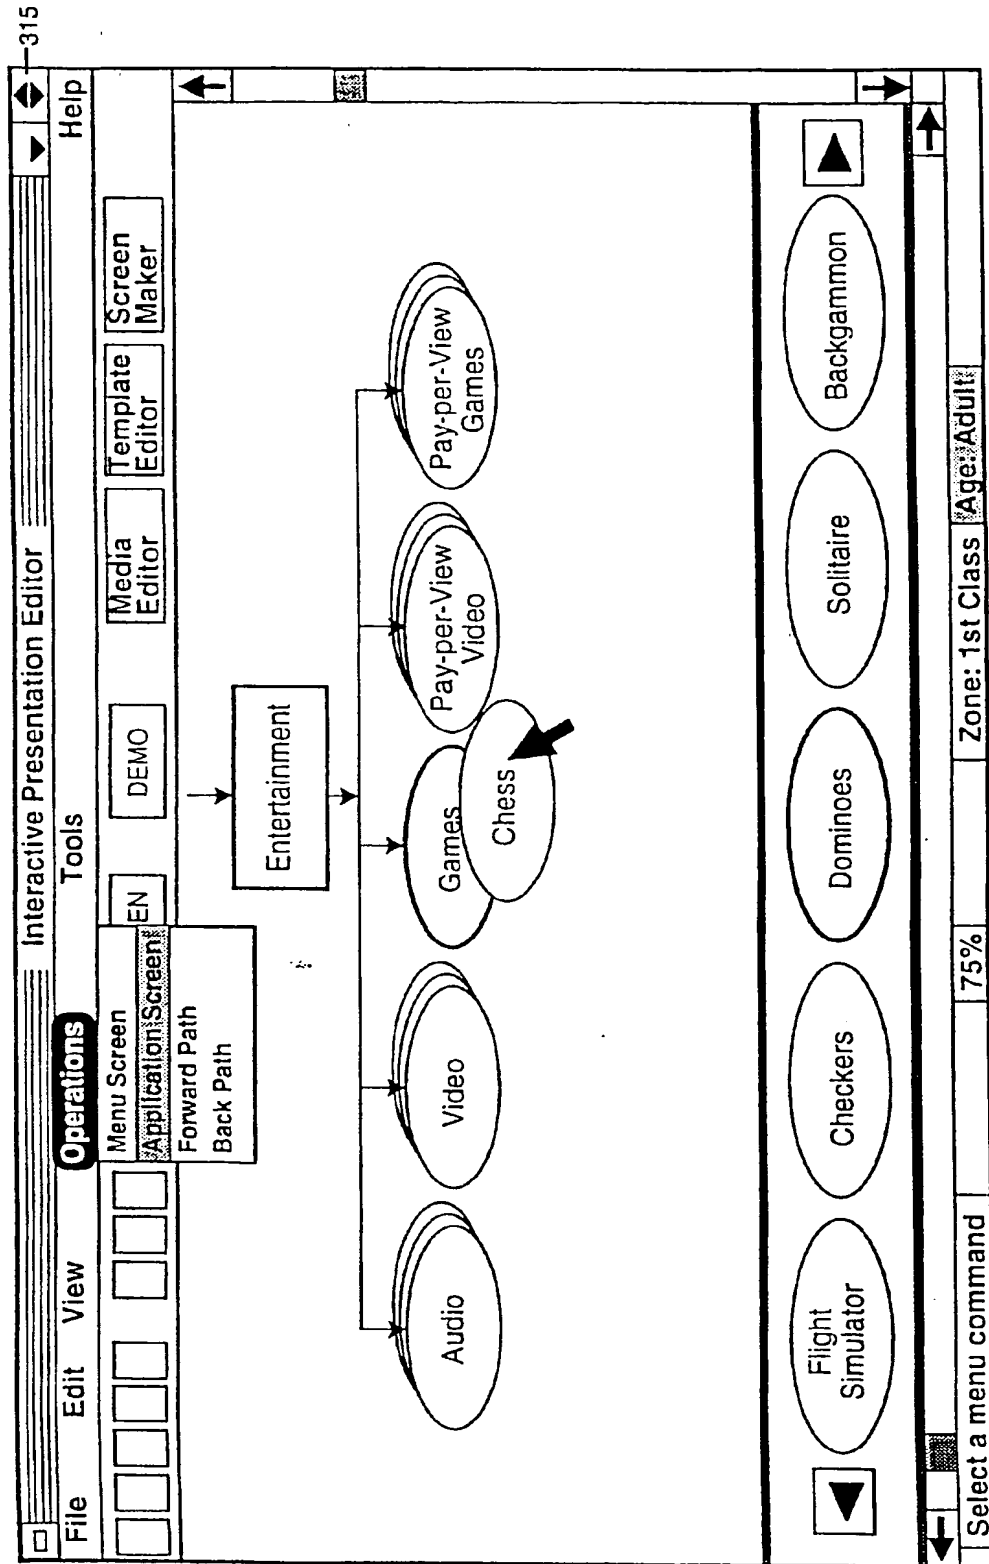 Interactive Presentation Editor
315
File Edit View Operations Tools Help
EN DEMO
Media
Editor
Template
Editor
Screen
Maker
Menu Screen
Application Screen
Forward Path
Back Path
Entertainment
Audio
Video
Games
Chess
Pay-per-View
Video
Pay-per-View
Games
Flight
Simulator
Checkers
Dominoes
Solitaire
Backgammon
Select a menu command 75% Zone: 1st Class Age: Adult